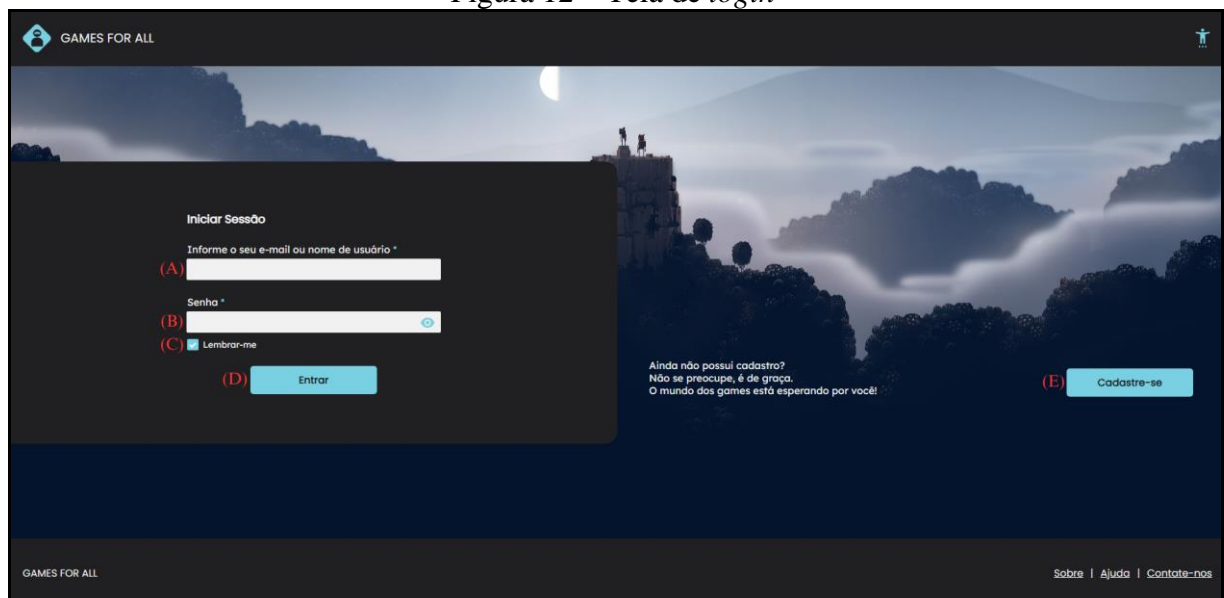 Figura 12 – Tela de login
GAMES FOR ALL
Iniciar Sessão
Informe o seu e-mail ou nome de usuário *
(A)
Senha *
(B)
(C) Lembrar-me
(D) Entrar
Ainda não possui cadastro?
Não se preocupe, é de graça.
O mundo dos games está esperando por você!
(E) Cadastre-se
GAMES FOR ALL
Sobre | Ajuda | Contate-nos